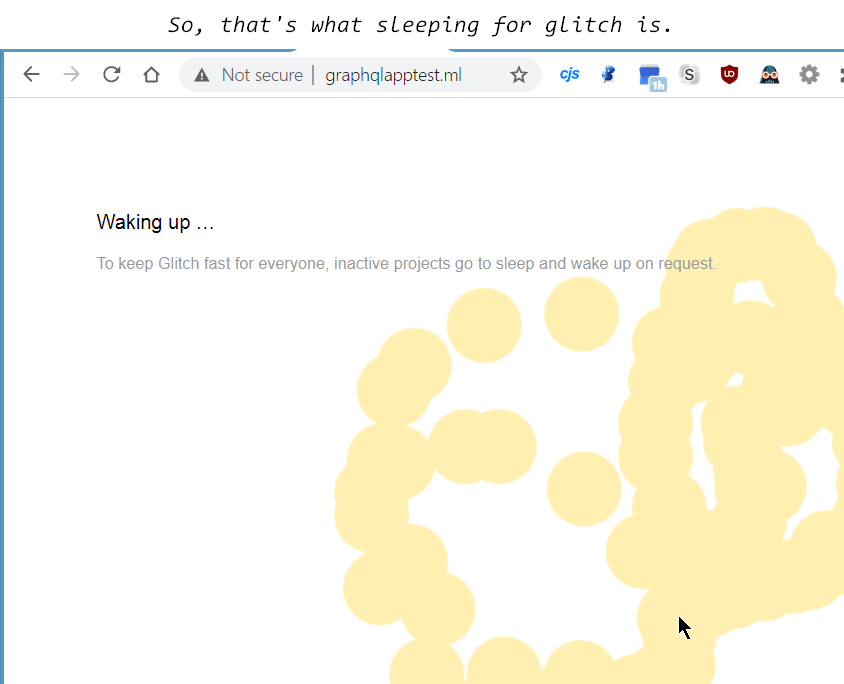 So, that's what sleeping for glitch is.
Not secure | graphqlapptest.ml
cjs
1h
S
Waking up …
To keep Glitch fast for everyone, inactive projects go to sleep and wake up on request.